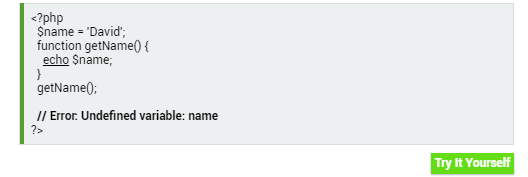 <?php
$name = 'David';
function getName() {
echo $name;
}
getName();
// Error: Undefined variable: name
?>
Try It Yourself